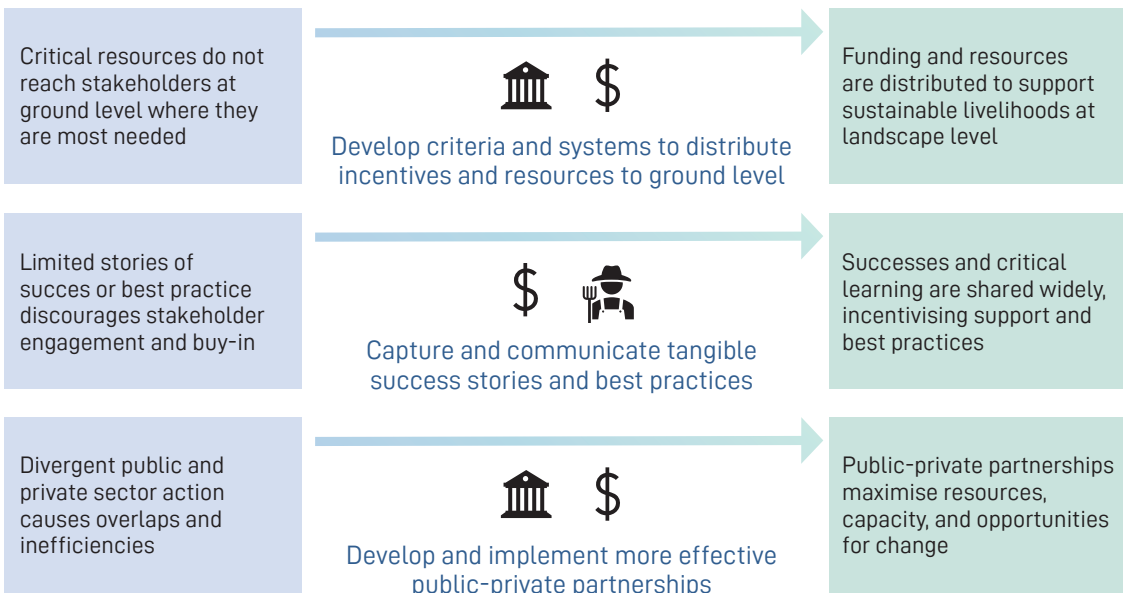 Critical resources do not
reach stakeholders at
ground level where they
are most needed
Develop criteria and systems to distribute
incentives and resources to ground level
Funding and resources
are distributed to support
sustainable livelihoods at
landscape level
Limited stories of
succes or best practice
discourages stakeholder
engagement and buy-in
Capture and communicate tangible
success stories and best practices
Successes and critical
learning are shared widely,
incentivising support and
best practices
Divergent public and
private sector action
causes overlaps and
inefficiencies
Develop and implement more effective
public-private partnerships
Public-private partnerships
maximise resources,
capacity, and opportunities
for change